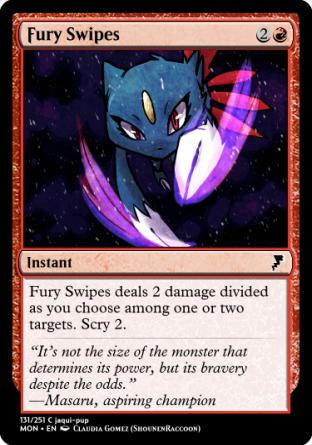 Fury Swipes 2
Instant
Fury Swipes deals 2 damage divided
as you choose among one or two
targets. Scry 2.
“It’s not the size of the monster that
determines its power, but its bravery
despite the odds.”
—Masaru, aspiring champion
131/251 C jaqui-pup
MON • EN Claudia Gomez (ShounenRaccoon)